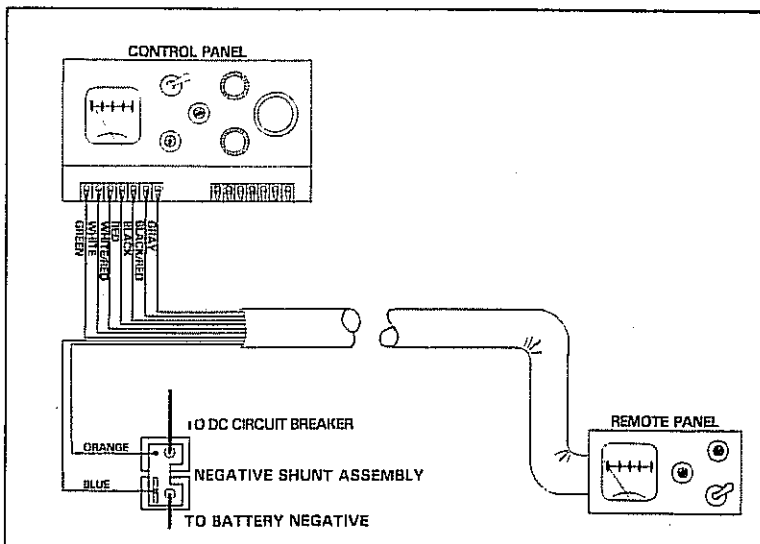 CONTROL PANEL
GREEN
WHITE
WHITE/RED
RED
BLACK
BLACK/RED
GRAY
TO DC CIRCUIT BREAKER
ORANGE
NEGATIVE SHUNT ASSEMBLY
BLUE
TO BATTERY NEGATIVE
REMOTE PANEL